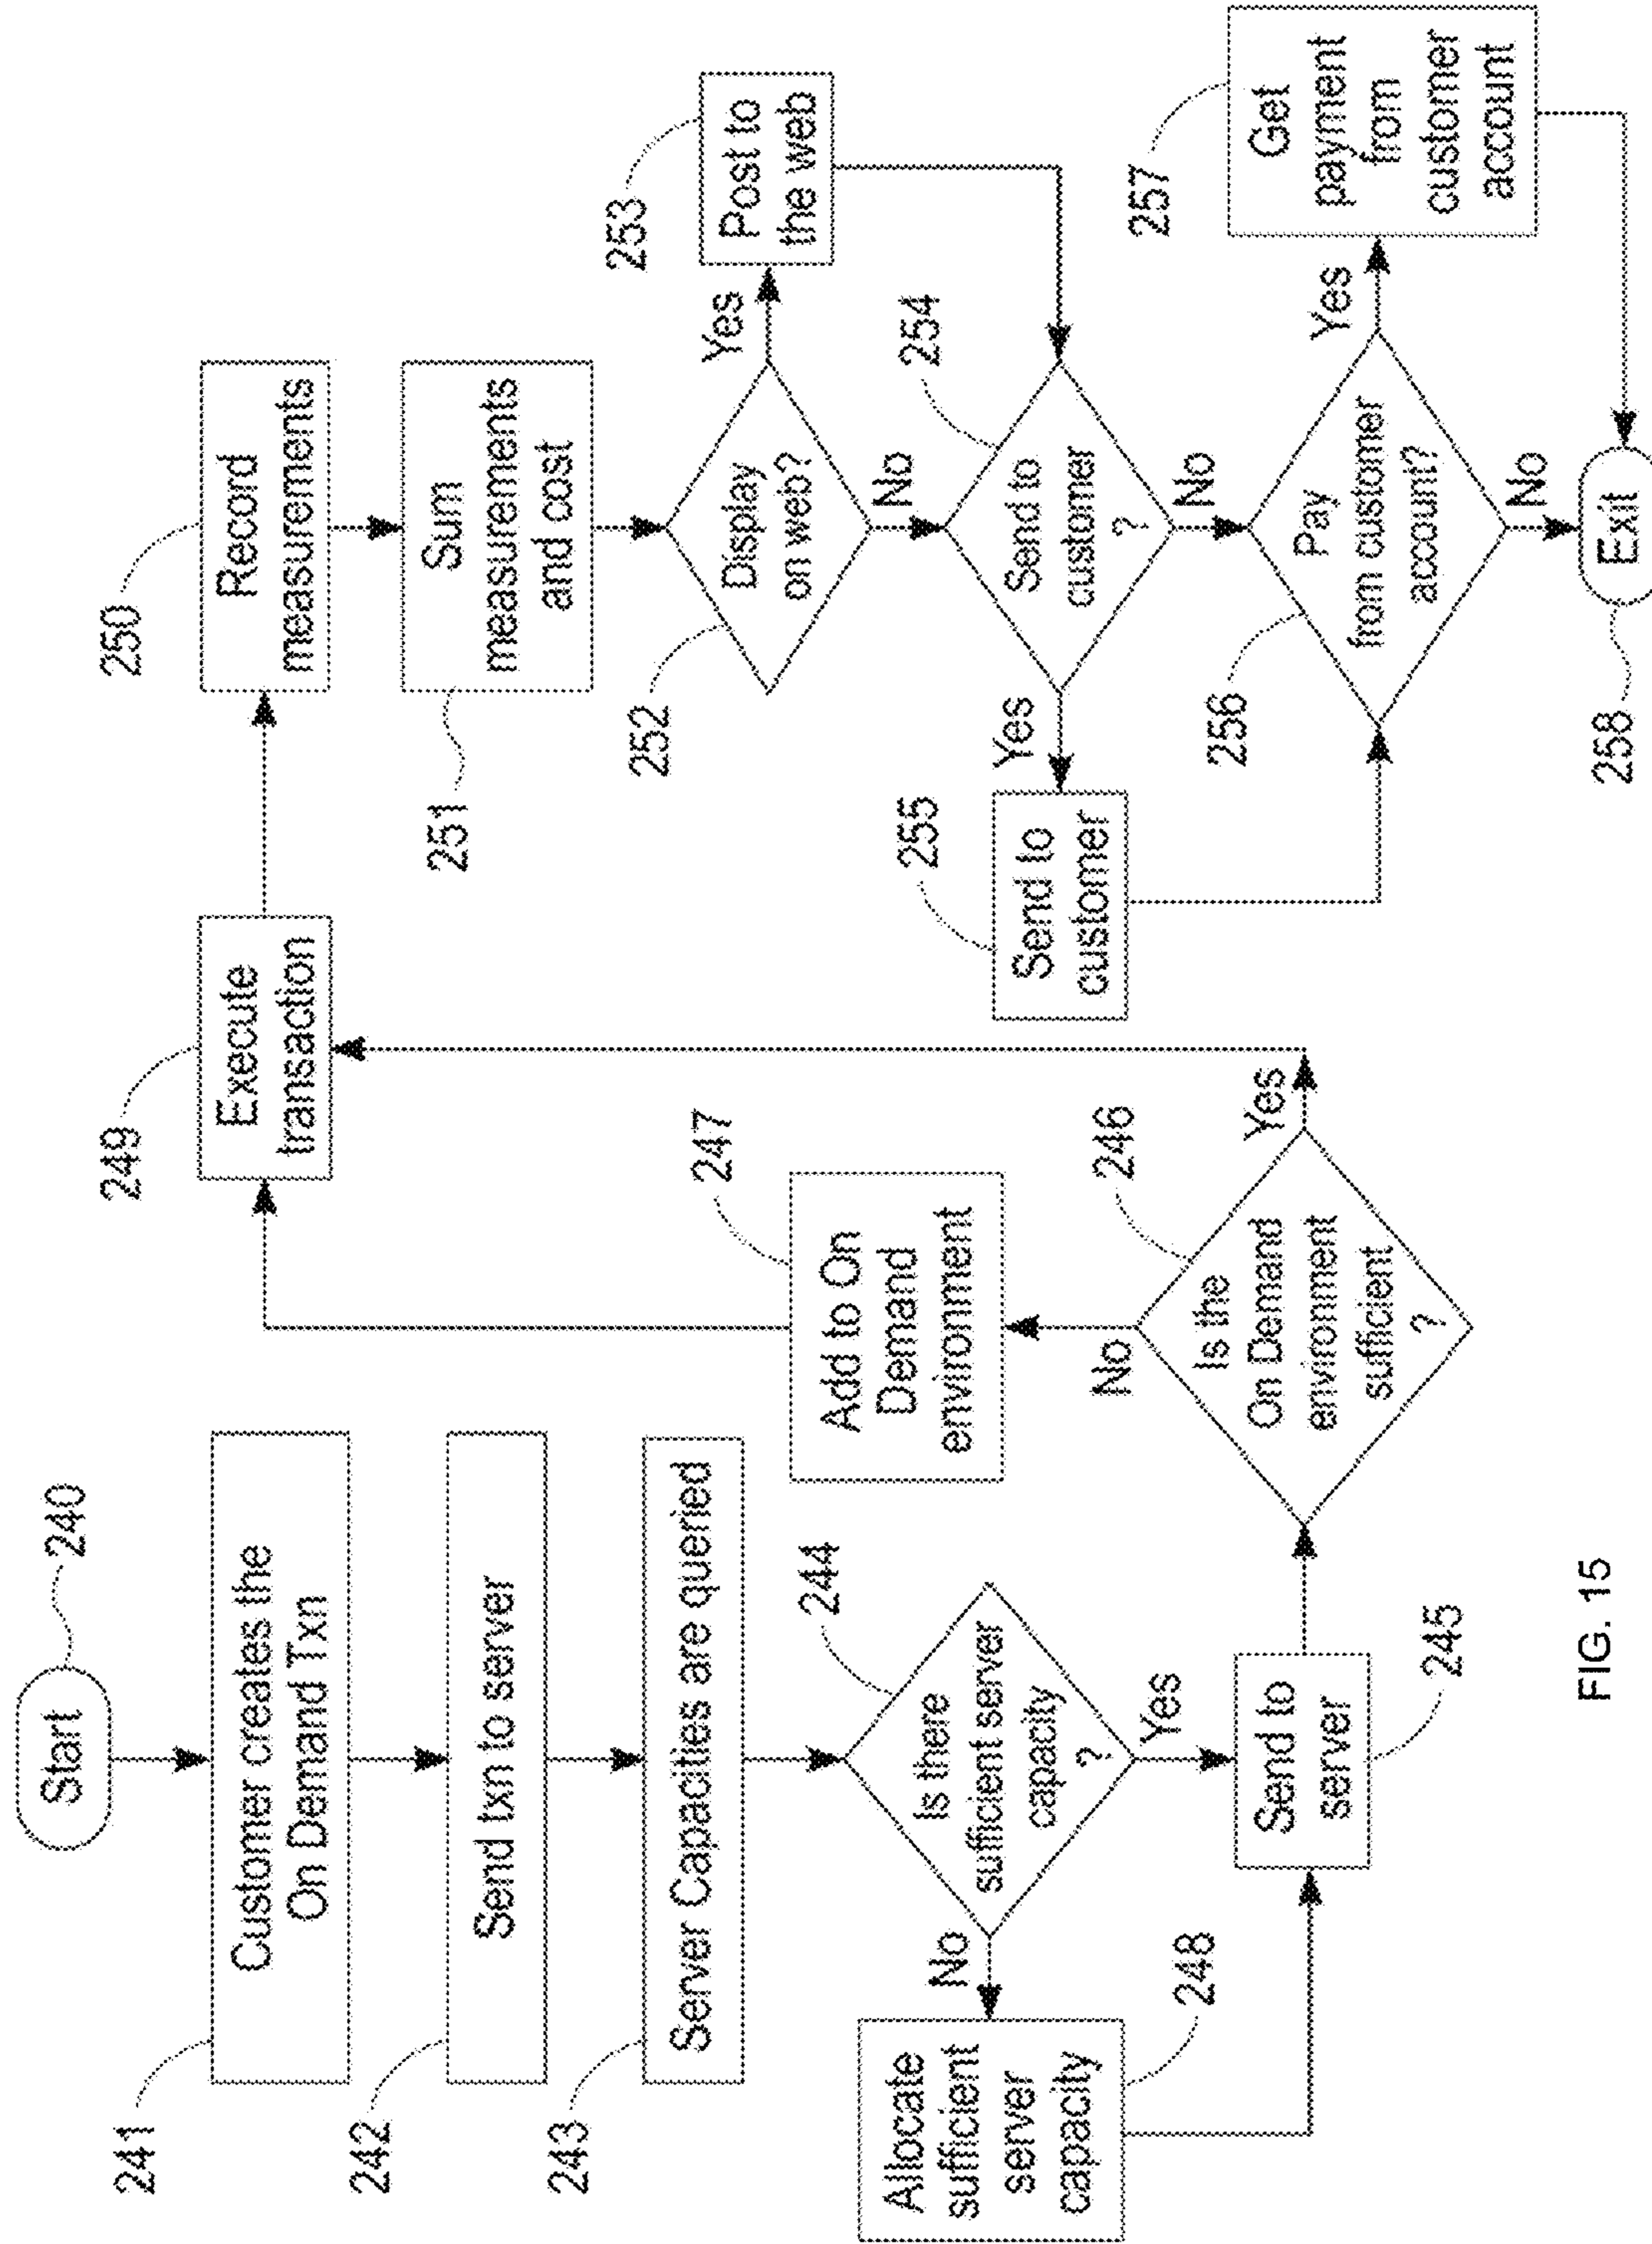 Start
240
241
Customer creates the
On Demand Txn
242
Send txn to server
243
Server Capacities are queried
244
Is there
sufficient server
capacity
?
No
Yes
Allocate
sufficient
server
capacity
248
Send to
server
245
246
Is the
On Demand
environment
sufficient
?
No
Yes
247
Add to On
Demand
environment
249
Execute
transaction
250
Record
measurements
251
Sum
measurements
and cost
252
Display
on web?
Yes
No
253
Post to
the web
254
Send to
customer
?
Yes
No
255
Send to
customer
256
Pay
from customer
account?
Yes
No
257
Get
payment
from
customer
account
258
Exit
FIG. 15